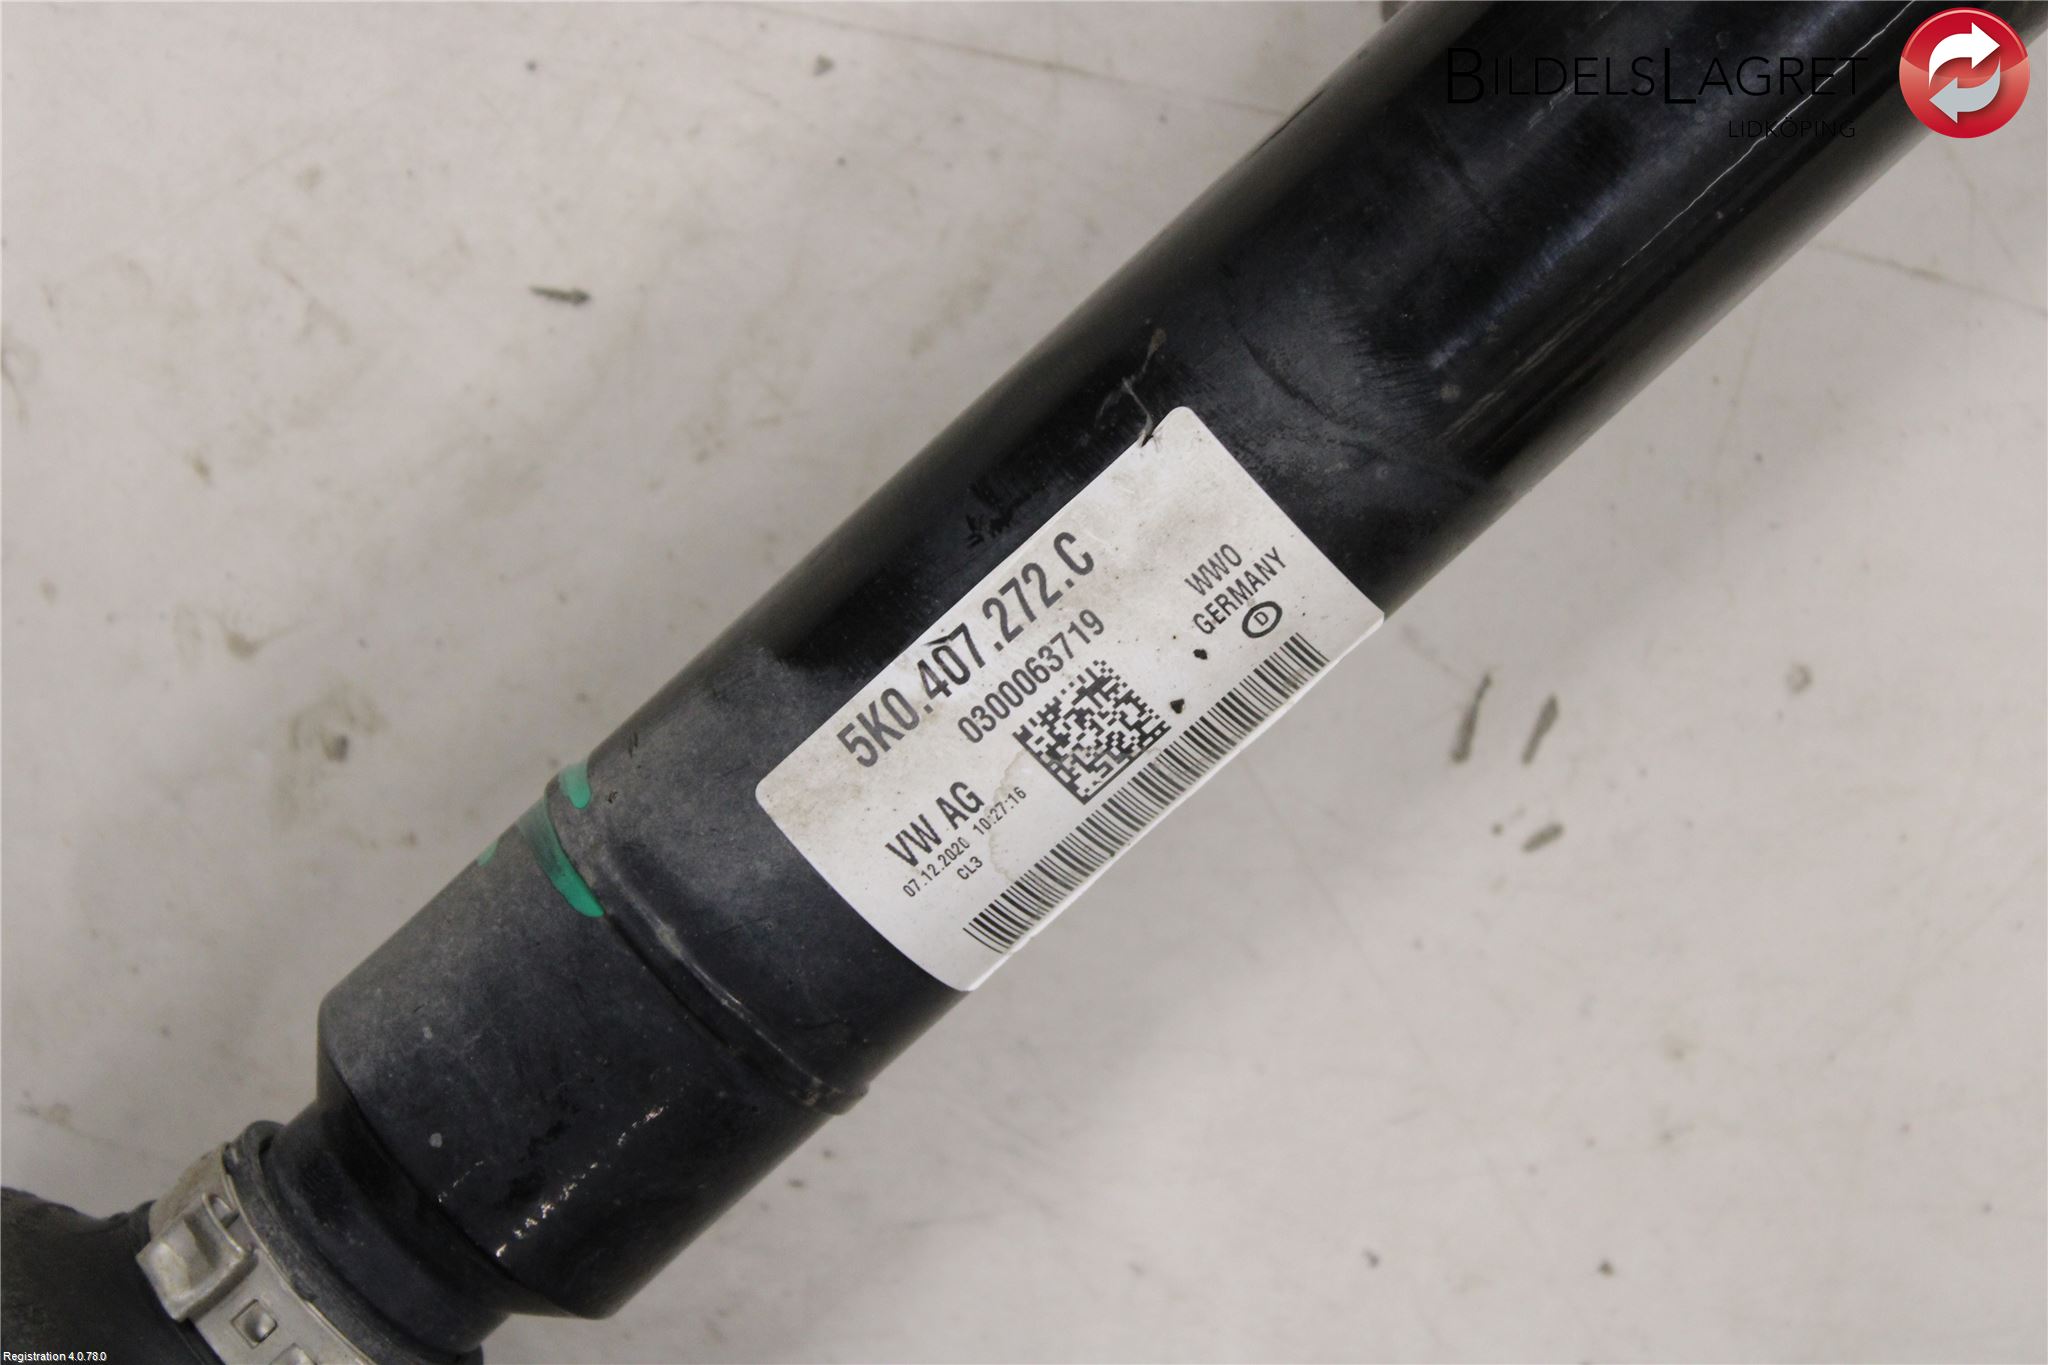 BILDELSLAGRET
LIDKÖPING
5K0.407.272.C
0300063719
WWO
GERMANY
D
VW AG
07.12.2020 10:27:16
CL3
Registration 4.0.78.0